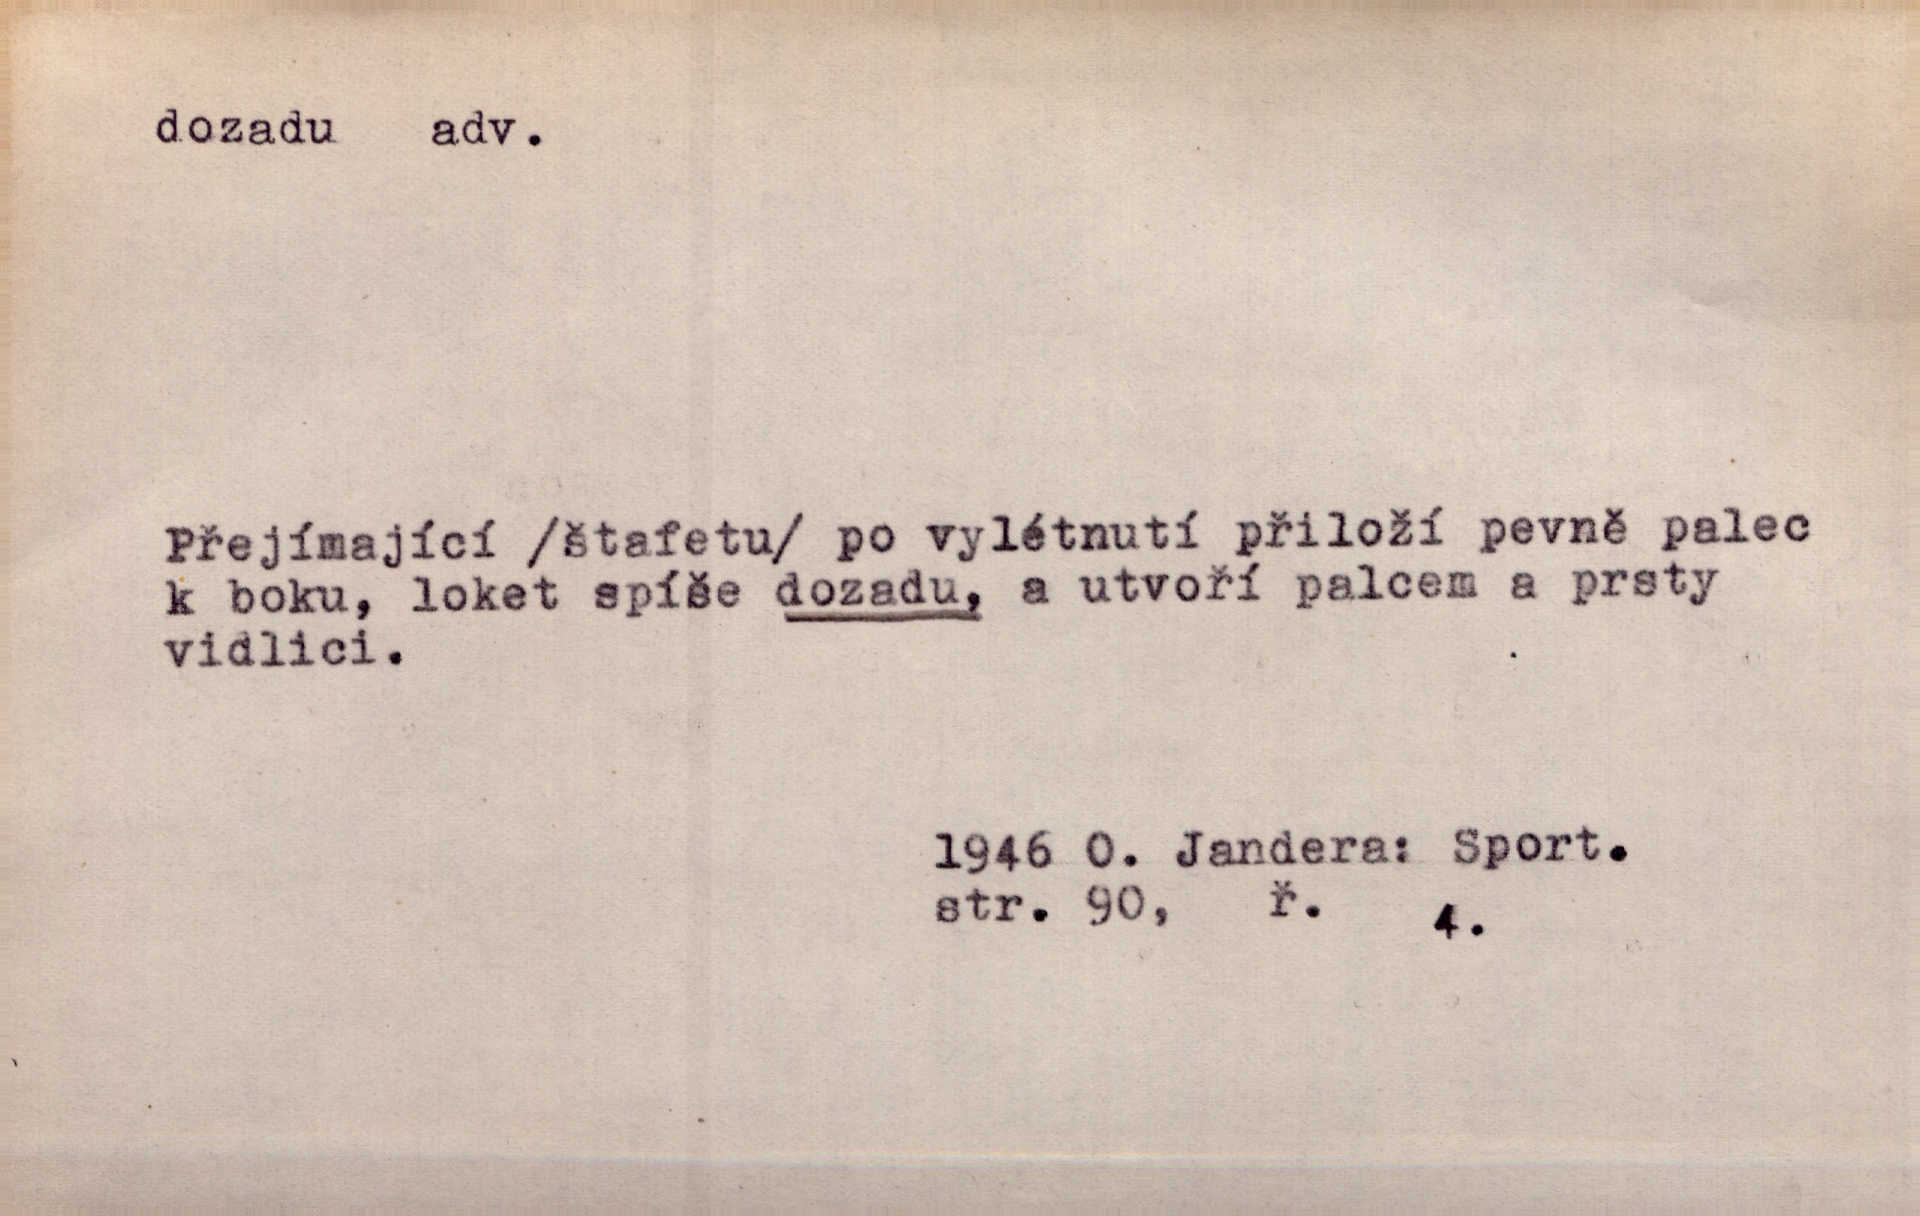 dozadu adv.
Přejímající /štafetu/ po vylétnutí přiloží pevně palec
k boku, loket spíše dozadu, a utvoří palcem a prsty
vidlici.
1946 O. Jandera: Sport.
str. 90, ř. 4.